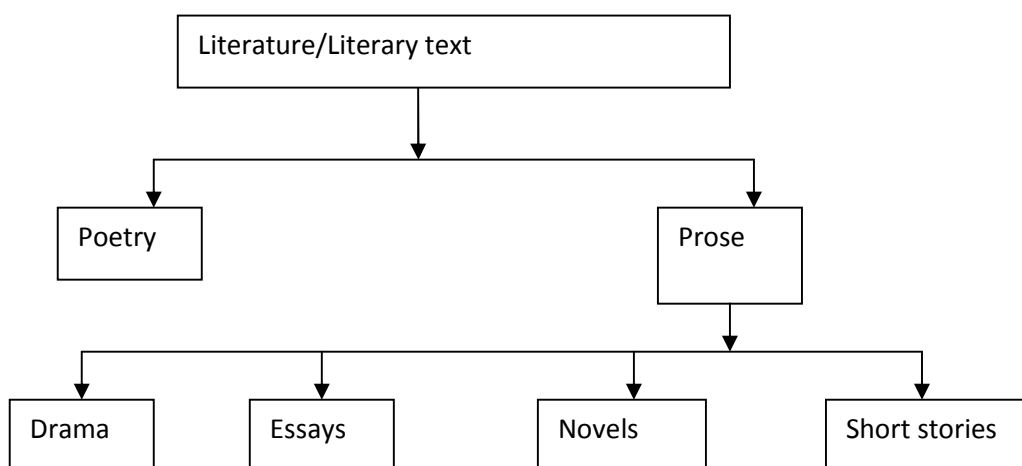 Literature/Literary text
Poetry
Prose
Drama
Essays
Novels
Short stories